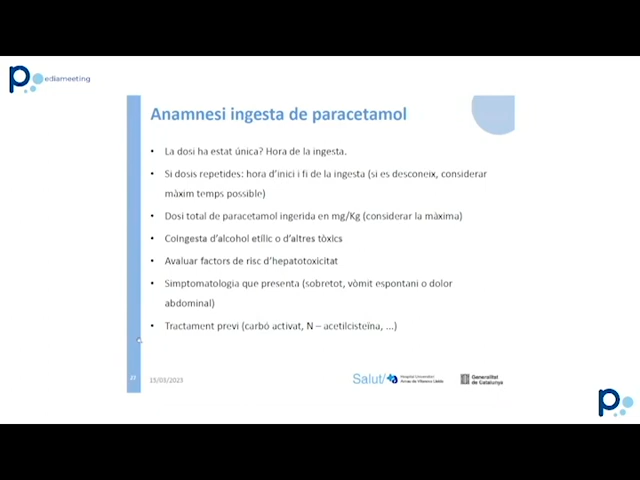 pediameeting
Anamnesi ingesta de paracetamol
• La dosi ha estat única? Hora de la ingesta.
• Si dosis repetides: hora d'inici i fi de la ingesta (si es desconeix, considerar
màxim temps possible)
• Dosi total de paracetamol ingerida en mg/Kg (considerar la màxima)
• Coingesta d'alcohol etílic o d'altres tòxics
• Avaluar factors de risc d'hepatotoxicitat
• Simptomatologia que presenta (sobretot, vòmit espontani o dolor
abdominal)
• Tractament previ (carbó activat, N – acetilcisteïna, ...)
15/03/2023
Salut/
Hospital Universitari
Arnau de Vilanova Lleida
Generalitat
de Catalunya
p